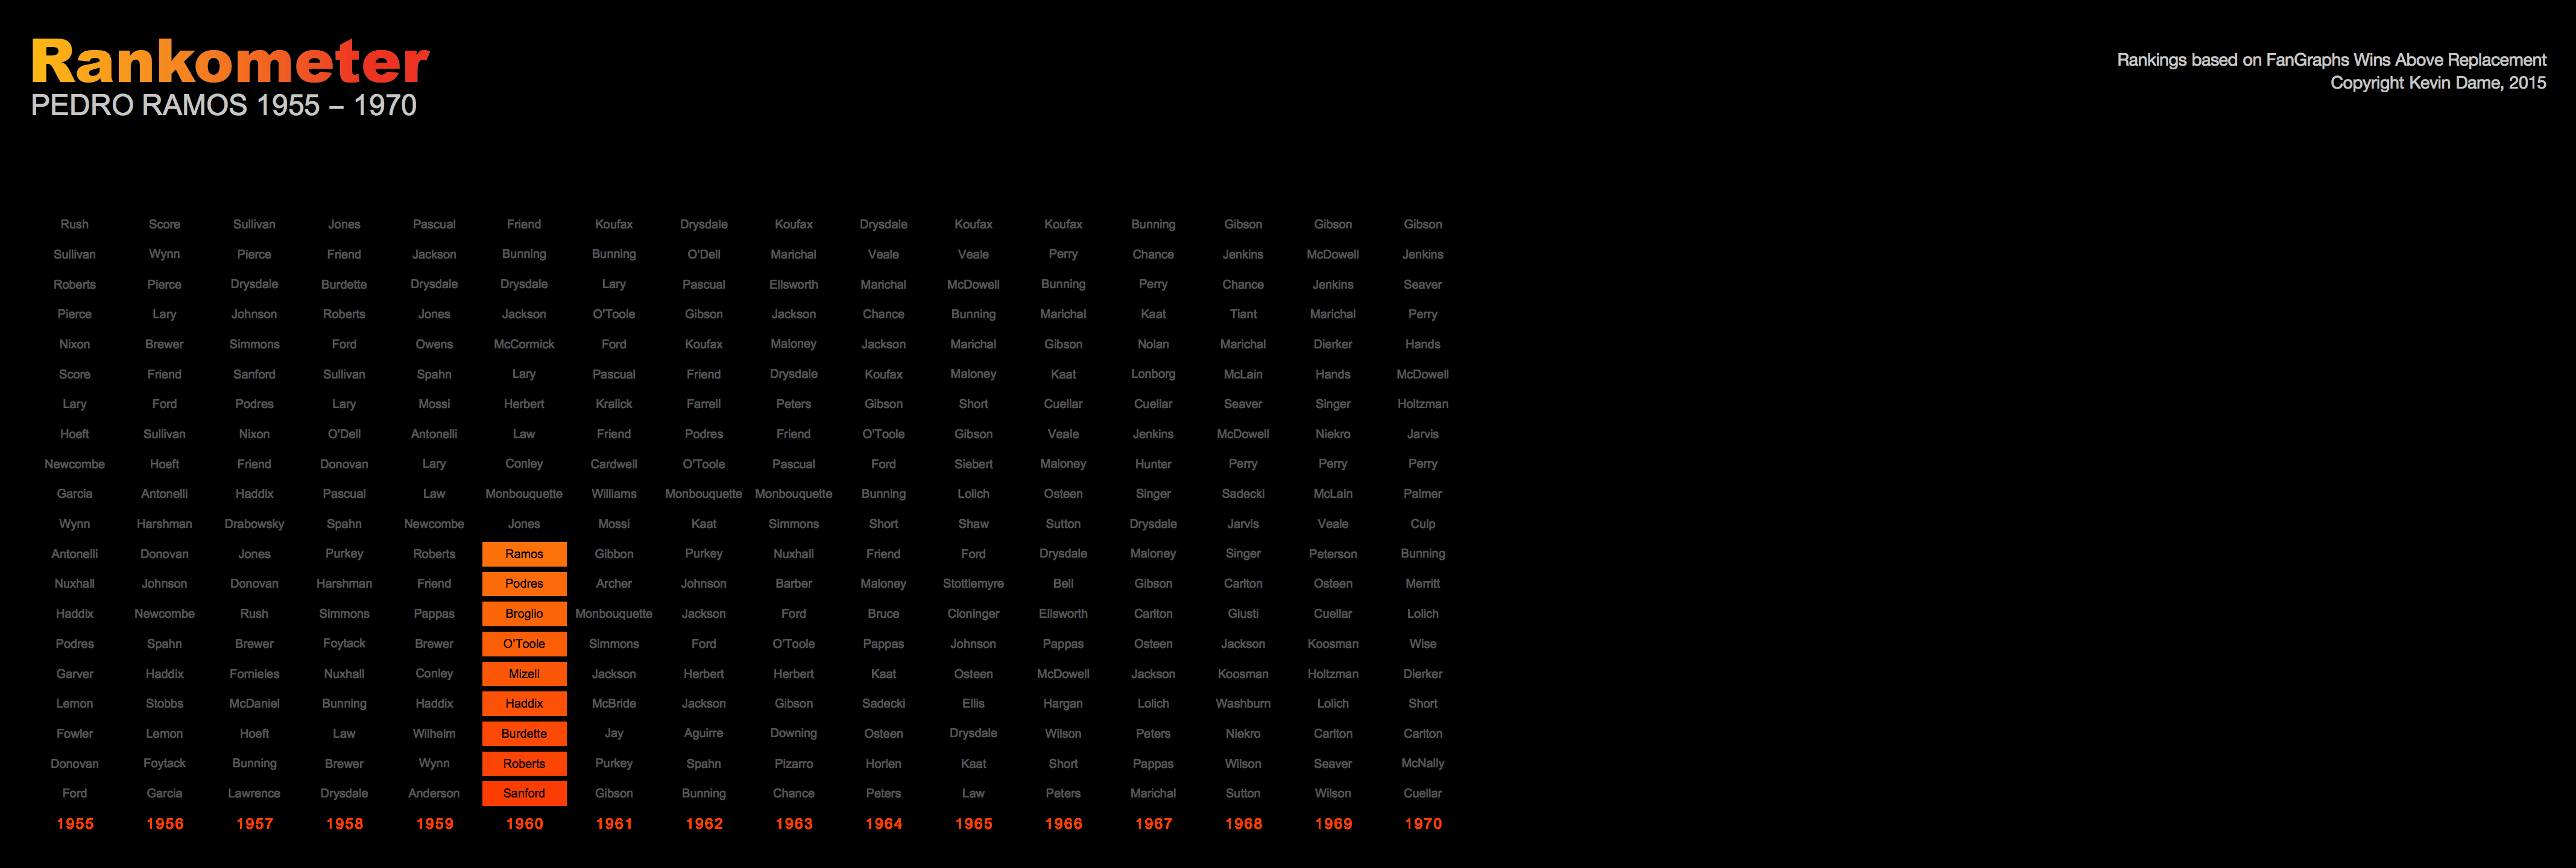 Rankometer
PEDRO RAMOS 1955 – 1970
Rankings based on FanGraphs Wins Above Replacement
Copyright Kevin Dame, 2015
Rush Score Sullivan Jones Pascual Friend Koufax Drysdale Koufax Drysdale Koufax Koufax Bunning Gibson Gibson Gibson
Sullivan Wynn Pierce Friend Jackson Bunning Bunning O'Dell Marichal Veale Veale Perry Chance Jenkins McDowell Jenkins
Roberts Pierce Drysdale Burdette Drysdale Drysdale Lary Pascual Ellsworth Marichal McDowell Bunning Perry Chance Jenkins Seaver
Pierce Lary Johnson Roberts Jones Jackson O'Toole Gibson Jackson Chance Bunning Marichal Kaat Tiant Marichal Perry
Nixon Brewer Simmons Ford Owens McCormick Ford Koufax Maloney Jackson Marichal Gibson Nolan Marichal Dierker Hands
Score Friend Sanford Sullivan Spahn Lary Pascual Friend Drysdale Koufax Maloney Kaat Lonborg McLain Hands McDowell
Lary Ford Podres Lary Mossi Herbert Kralick Farrell Peters Gibson Short Cuellar Cuellar Seaver Singer Holtzman
Hoeft Sullivan Nixon O'Dell Antonelli Law Friend Podres Friend O'Toole Gibson Veale Jenkins McDowell Niekro Jarvis
Newcombe Hoeft Friend Donovan Lary Conley Cardwell O'Toole Pascual Ford Siebert Maloney Hunter Perry Perry Perry
Garcia Antonelli Haddix Pascual Law Monbouquette Williams Monbouquette Monbouquette Bunning Lolich Osteen Singer Sadecki McLain Palmer
Wynn Harshman Drabowsky Spahn Newcombe Jones Mossi Kaat Simmons Short Shaw Sutton Drysdale Jarvis Veale Culp
Antonelli Donovan Jones Purkey Roberts Ramos Gibbon Purkey Nuxhall Friend Ford Drysdale Maloney Singer Peterson Bunning
Nuxhall Johnson Donovan Harshman Friend Podres Archer Johnson Barber Maloney Stottlemyre Bell Gibson Carlton Osteen Merritt
Haddix Newcombe Rush Simmons Pappas Broglio Monbouquette Jackson Ford Bruce Cloninger Ellsworth Carlton Giusti Cuellar Lolich
Podres Spahn Brewer Foytack Brewer O'Toole Simmons Ford O'Toole Pappas Johnson Pappas Osteen Jackson Koosman Wise
Garver Haddix Fornieles Nuxhall Conley Mizell Jackson Herbert Herbert Kaat Osteen McDowell Jackson Koosman Holtzman Dierker
Lemon Stobbs McDaniel Bunning Haddix Haddix McBride Jackson Gibson Sadecki Ellis Hargan Lolich Washburn Lolich Short
Fowler Lemon Hoeft Law Wilhelm Burdette Jay Aguirre Downing Osteen Drysdale Wilson Peters Niekro Carlton Carlton
Donovan Foytack Bunning Brewer Wynn Roberts Purkey Spahn Pizarro Horlen Kaat Short Pappas Wilson Seaver McNally
Ford Garcia Lawrence Drysdale Anderson Sanford Gibson Bunning Chance Peters Law Peters Marichal Sutton Wilson Cuellar
1955 1956 1957 1958 1959 1960 1961 1962 1963 1964 1965 1966 1967 1968 1969 1970